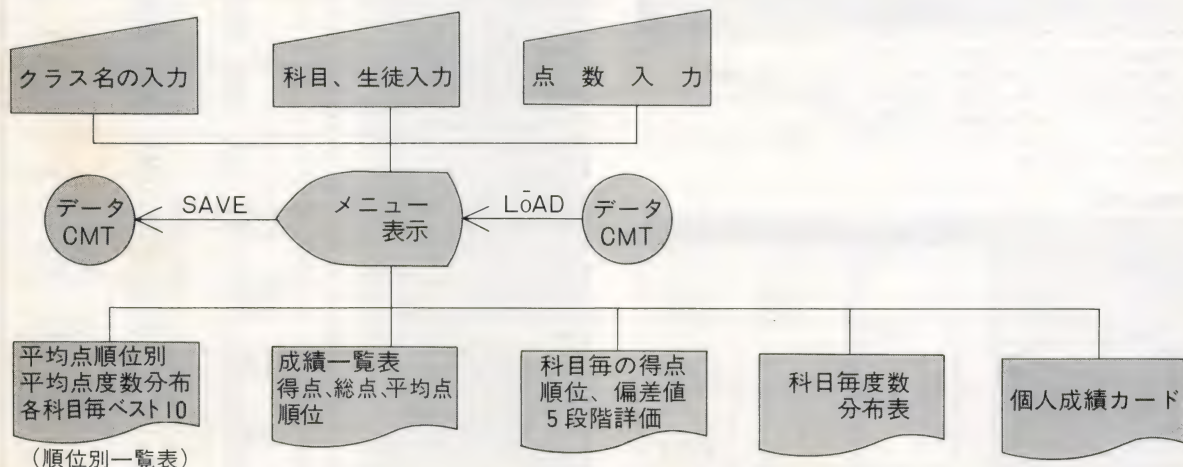 クラス名の入力
科目、生徒入力
点数入力
データ
CMT
SAVE
メニュー
表示
LŌAD
データ
CMT
平均点順位別
平均点度数分布
各科目毎ベスト10
(順位別一覧表)
成績一覧表
得点、総点、平均点
順位
科目毎の得点
順位、偏差値
5段階詳価
科日毎度数
分布表
個人成績カード